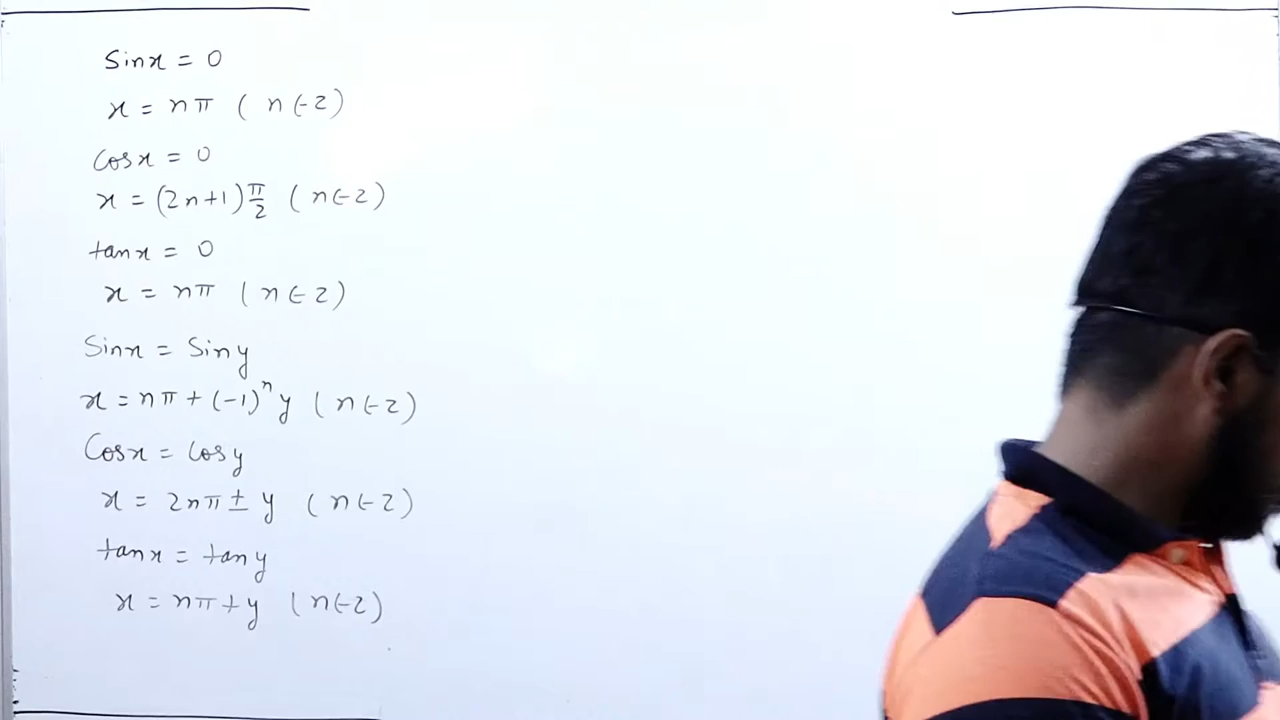 Sinx = 0
x = nπ ( n ∈ Z)
Cosx = 0
x = (2n+1)π/2 ( n ∈ Z)
tanx = 0
x = nπ ( n ∈ Z)
Sinx = Siny
x = nπ + (-1)ⁿ y ( n ∈ Z)
Cosx = Cosy
x = 2nπ ± y ( n ∈ Z)
tanx = tany
x = nπ + y ( n ∈ Z)